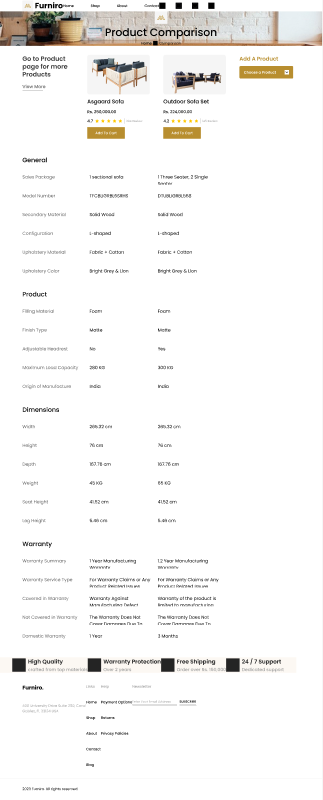 Furniro Home Shop About Contact
Product Comparison
Home Comparison
Go to Product page for more Products
View More
Asgaard Sofa
Rs. 250,000.00
4.7
Add To Cart
Outdoor Sofa Set
Rs. 224,000.00
4.2
Add To Cart
Add A Product
Choose a Product
General
Sales Package 1 sectional sofa 1 Three Seater, 2 Single Seater
Model Number
Secondary Material Solid Wood Solid Wood
Configuration L-shaped L-shaped
Upholstery Material Fabric + Cotton Fabric + Cotton
Upholstery Color Bright Grey & Lion Bright Grey & Lion
Product
Filling Material Foam Foam
Finish Type Matte Matte
Adjustable Headrest No Yes
Maximum Load Capacity 280 KG 300 KG
Origin of Manufacture India India
Dimensions
Width 265.32 cm 265.32 cm
Height 76 cm 76 cm
Depth 167.76 cm 167.76 cm
Weight 45 KG 65 KG
Seat Height 41.52 cm 41.52 cm
Leg Height 5.46 cm 5.46 cm
Warranty
Warranty Summary 1 Year Manufacturing Warranty 1.2 Year Manufacturing Warranty
Warranty Service Type For Warranty Claims or Any Product Related Issues For Warranty Claims or Any Product Related Issues
Covered in Warranty Warranty Against Manufacturing Defect Warranty of the product is limited to manufacturing
Not Covered in Warranty The Warranty Does Not Cover Damages Due To The Warranty Does Not Cover Damages Due To
Domestic Warranty 1 Year 3 Months
High Quality
crafted from top materials
Warranty Protection
Over 2 years
Free Shipping
Order over Rs. 150,000
24 / 7 Support
Dedicated support
Furniro.
Links Help Newsletter
Home Payment Options SUBSCRIBE
Shop Returns
About Privacy Policies
Contact
Blog
2023 furniro. All rights reserved